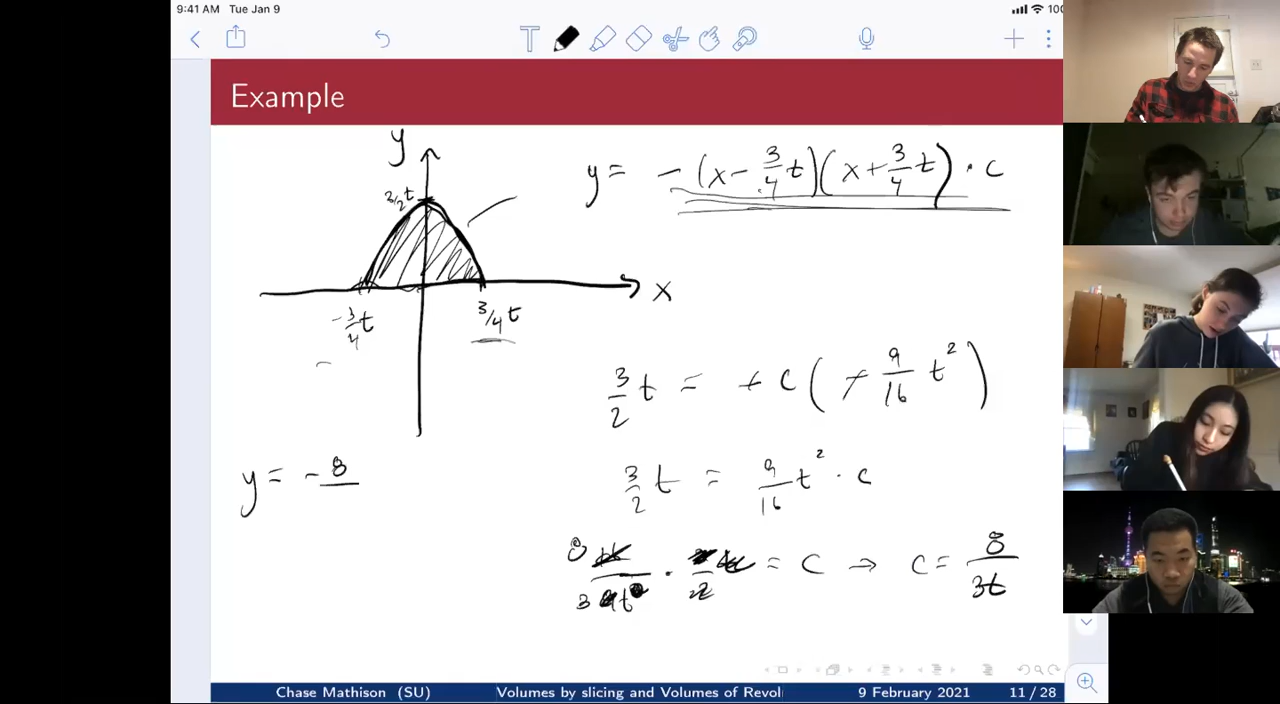 9:41 AM Tue Jan 9
Example
y
3/2 t
x
-3/4 t
3/4 t
y = -(x - 3/4 t)(x + 3/4 t) · c
3/2 t = + c(+ 9/16 t²)
3/2 t = 9/16 t² · c
= c → c = 8/3t
y = -8
Chase Mathison (SU)
Volumes by slicing and Volumes of Revol
9 February 2021
11 / 28